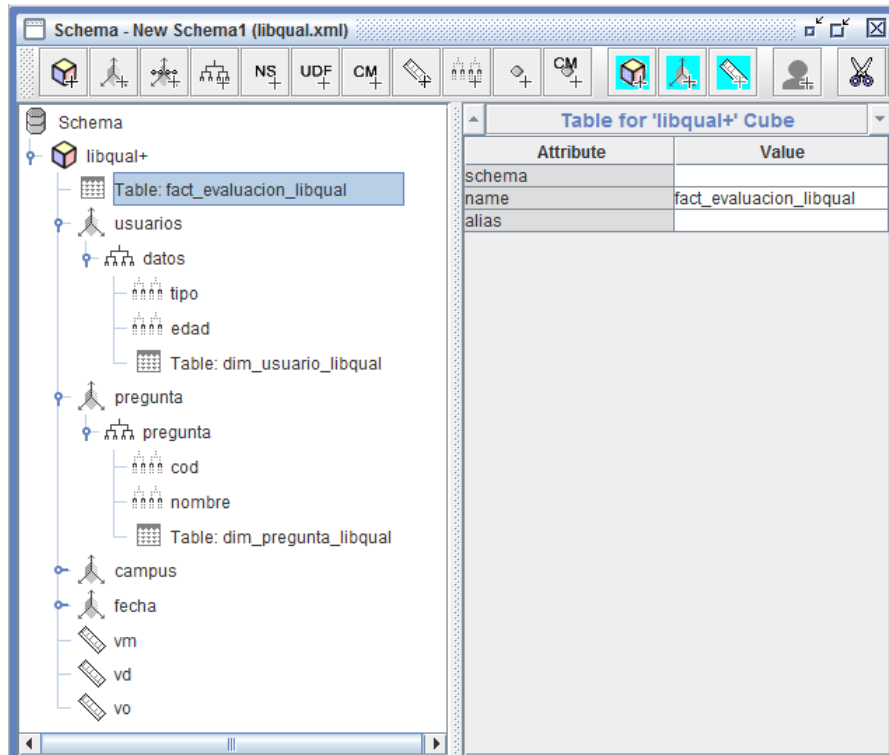 Schema - New Schema1 (libqual.xml)
NS UDF CM CM
Schema
libqual+
Table: fact_evaluacion_libqual
usuarios
datos
tipo
edad
Table: dim_usuario_libqual
pregunta
pregunta
cod
nombre
Table: dim_pregunta_libqual
campus
fecha
vm
vd
vo
Table for 'libqual+' Cube
Attribute Value
schema
name fact_evaluacion_libqual
alias